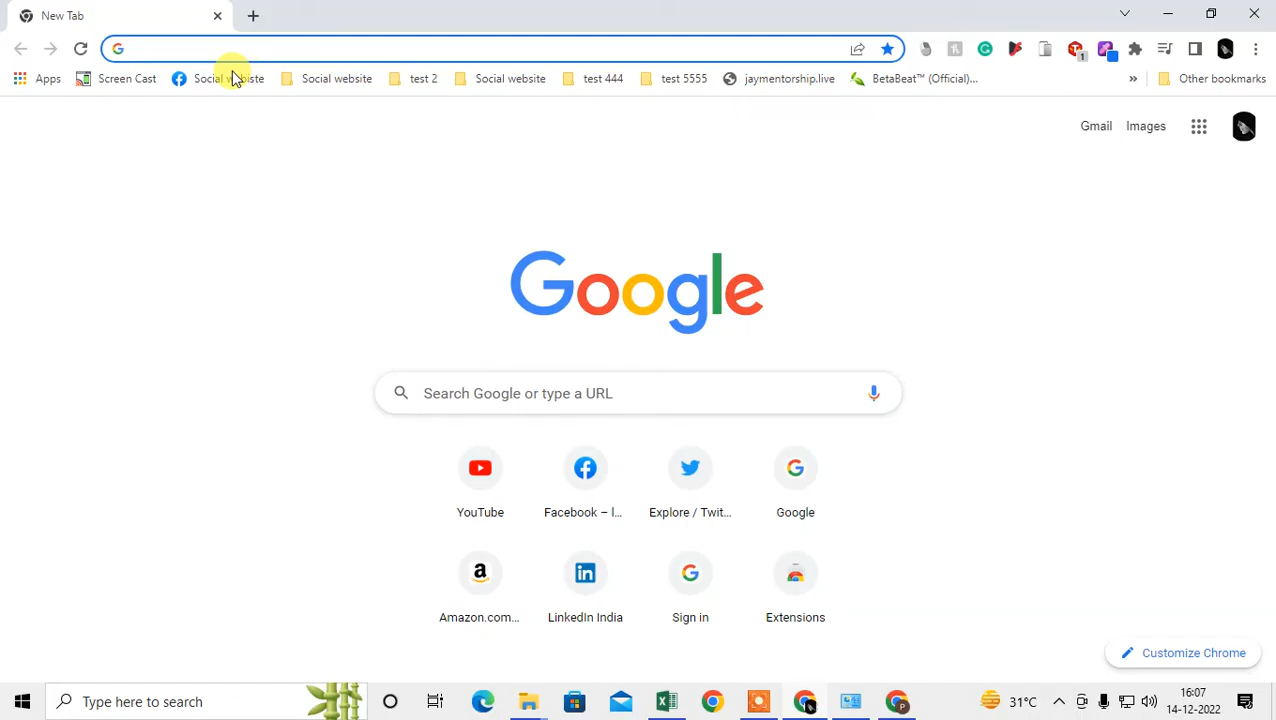 New Tab
Apps Screen Cast Social website Social website test 2 Social website test 444 test 5555 jaymentorship.live BetaBeat™ (Official)... » Other bookmarks
Gmail Images
Google
Search Google or type a URL
YouTube Facebook – l... Explore / Twit... Google
Amazon.com... LinkedIn India Sign in Extensions
Customize Chrome
Type here to search
31°C
16:07
14-12-2022